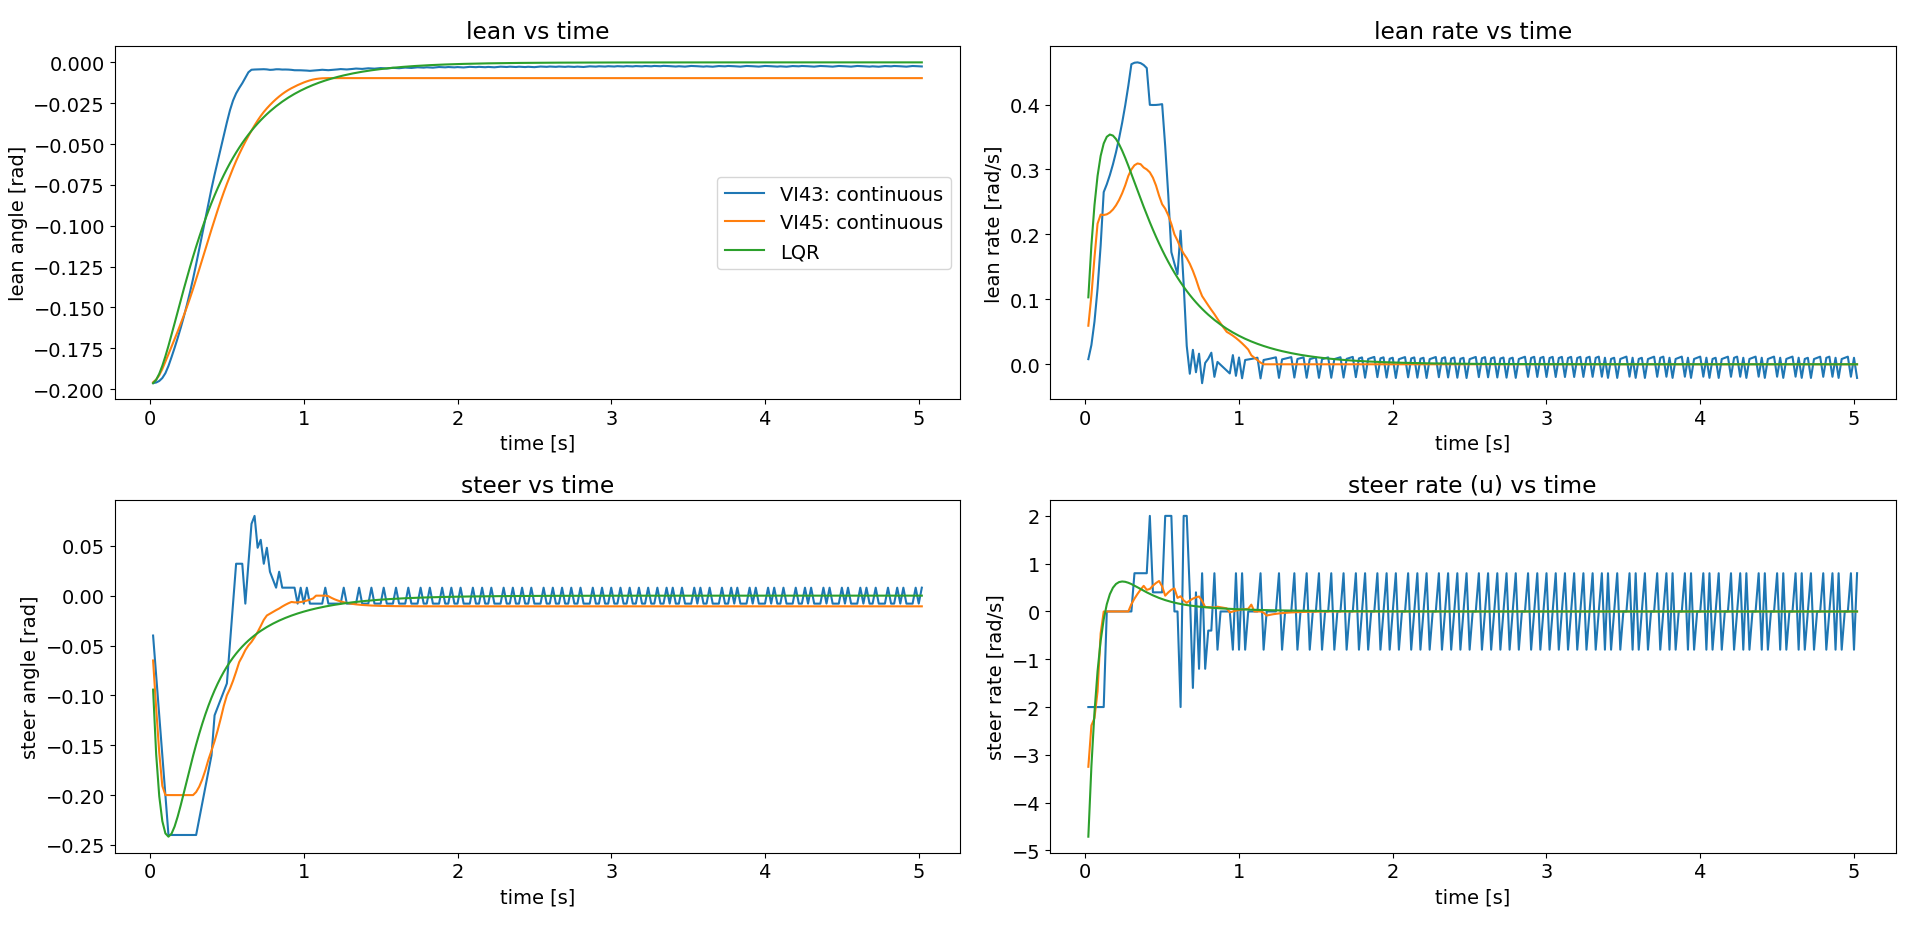 lean vs time
lean angle [rad]
0.000
−0.025
−0.050
−0.075
−0.100
−0.125
−0.150
−0.175
−0.200
0 1 2 3 4 5
time [s]
VI43: continuous
VI45: continuous
LQR
lean rate vs time
lean rate [rad/s]
0.4
0.3
0.2
0.1
0.0
0 1 2 3 4 5
time [s]
steer vs time
steer angle [rad]
0.05
0.00
−0.05
−0.10
−0.15
−0.20
−0.25
0 1 2 3 4 5
time [s]
steer rate (u) vs time
steer rate [rad/s]
2
1
0
−1
−2
−3
−4
−5
0 1 2 3 4 5
time [s]